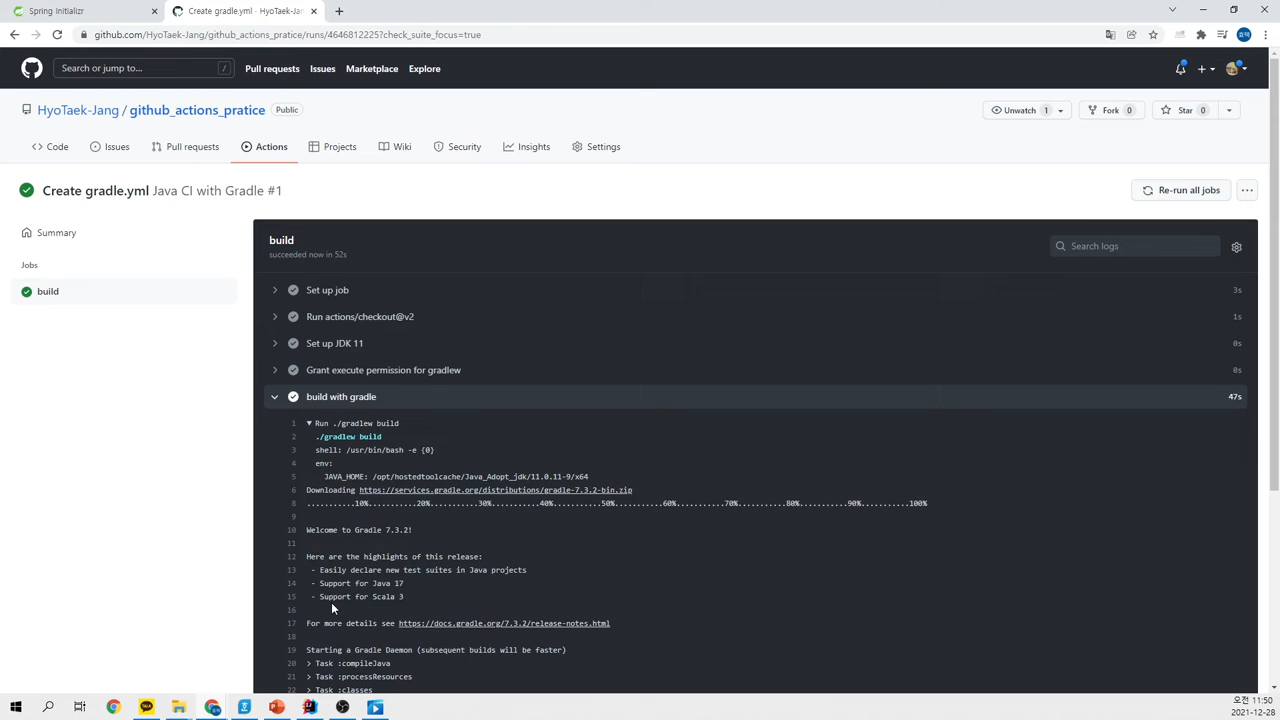 Spring Initializr
Create gradle.yml · HyoTaek-Jan
github.com/HyoTaek-Jang/github_actions_pratice/runs/4646812225?check_suite_focus=true
Search or jump to... /
Pull requests Issues Marketplace Explore
HyoTaek-Jang / github_actions_pratice Public
Unwatch 1 Fork 0 Star 0
Code Issues Pull requests Actions Projects Wiki Security Insights Settings
Create gradle.yml Java CI with Gradle #1
Re-run all jobs
Summary
Jobs
build
build
succeeded now in 52s
Search logs
Set up job 3s
Run actions/checkout@v2 1s
Set up JDK 11 0s
Grant execute permission for gradlew 0s
build with gradle 47s
1 ▼ Run ./gradlew build
2 ./gradlew build
3 shell: /usr/bin/bash -e {0}
4 env:
5 JAVA_HOME: /opt/hostedtoolcache/Java_Adopt_jdk/11.0.11-9/x64
6 Downloading https://services.gradle.org/distributions/gradle-7.3.2-bin.zip
8 ...........10%...........20%...........30%...........40%...........50%...........60%...........70%...........80%...........90%...........100%
9
10 Welcome to Gradle 7.3.2!
11
12 Here are the highlights of this release:
13 - Easily declare new test suites in Java projects
14 - Support for Java 17
15 - Support for Scala 3
16
17 For more details see https://docs.gradle.org/7.3.2/release-notes.html
18
19 Starting a Gradle Daemon (subsequent builds will be faster)
20 > Task :compileJava
21 > Task :processResources
22 > Task :classes
TALK
오전 11:50
2021-12-28